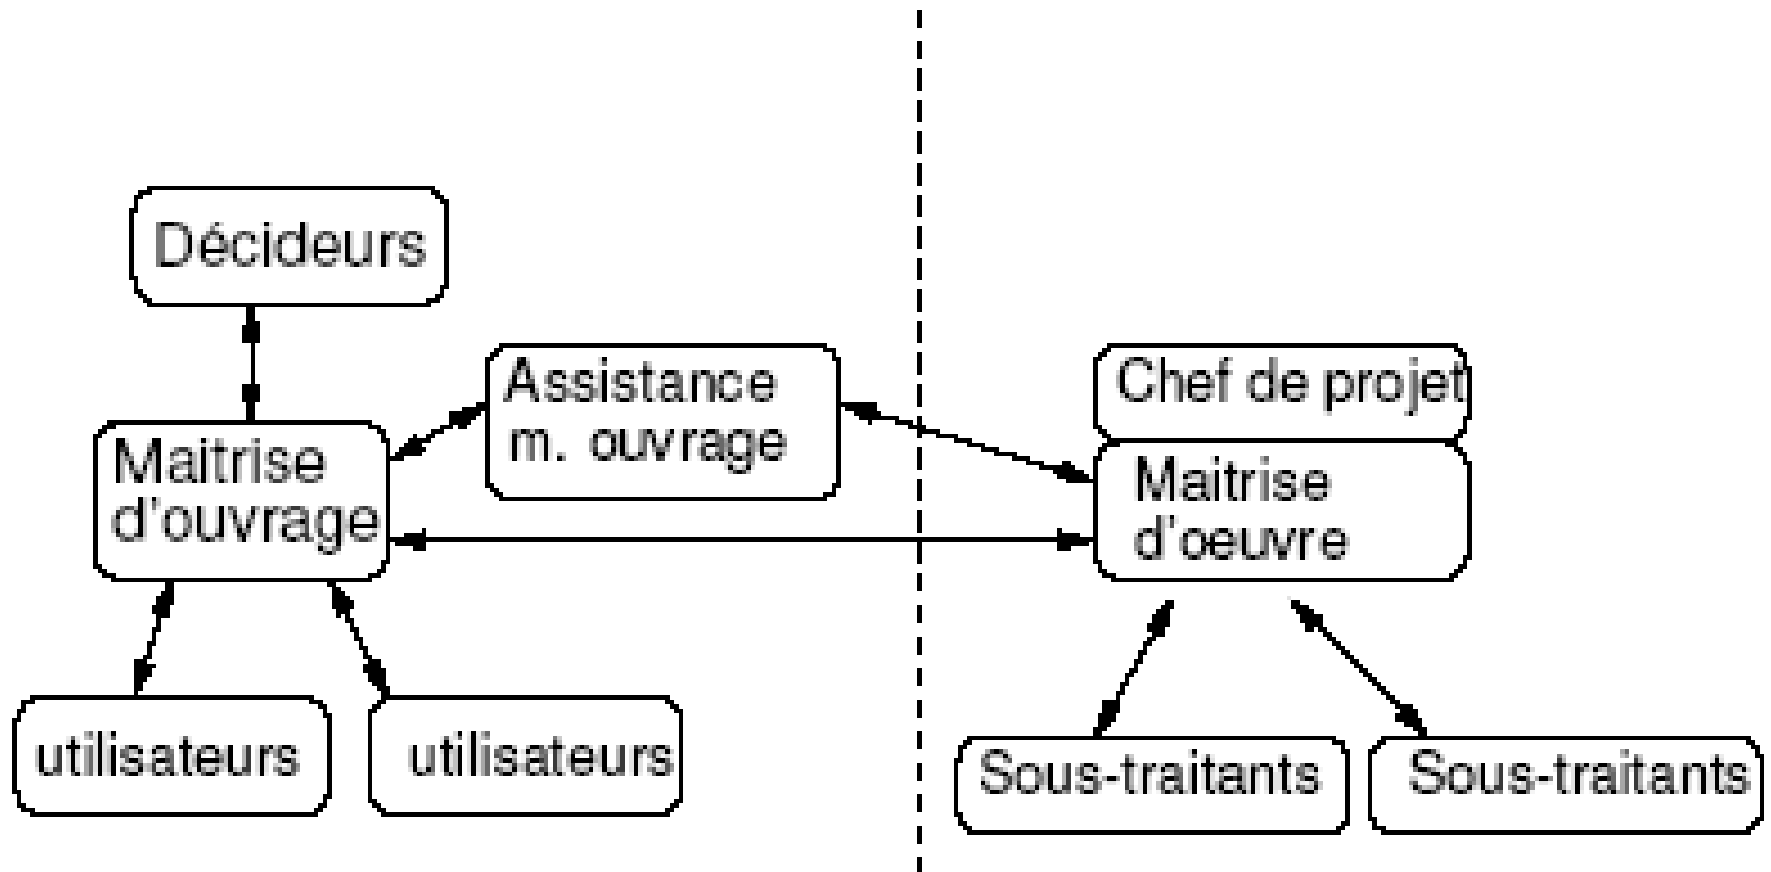 Décideurs
Assistance
m. ouvrage
Chef de projet
Maitrise
d'ouvrage
Maitrise
d'oeuvre
utilisateurs
utilisateurs
Sous-traitants
Sous-traitants